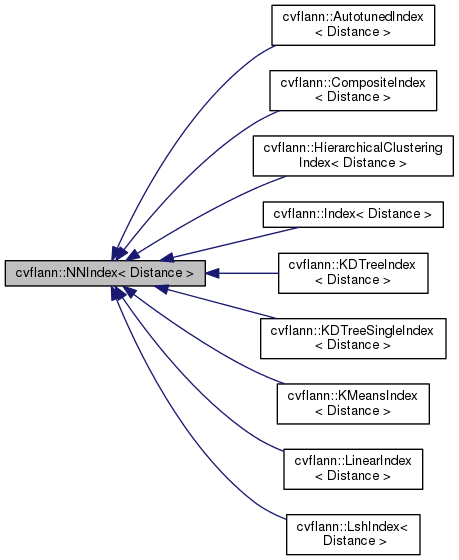 cvflann::AutotunedIndex
< Distance >
cvflann::CompositeIndex
< Distance >
cvflann::HierarchicalClustering
Index< Distance >
cvflann::Index< Distance >
cvflann::NNIndex< Distance >
cvflann::KDTreeIndex
< Distance >
cvflann::KDTreeSingleIndex
< Distance >
cvflann::KMeansIndex
< Distance >
cvflann::LinearIndex
< Distance >
cvflann::LshIndex<
Distance >